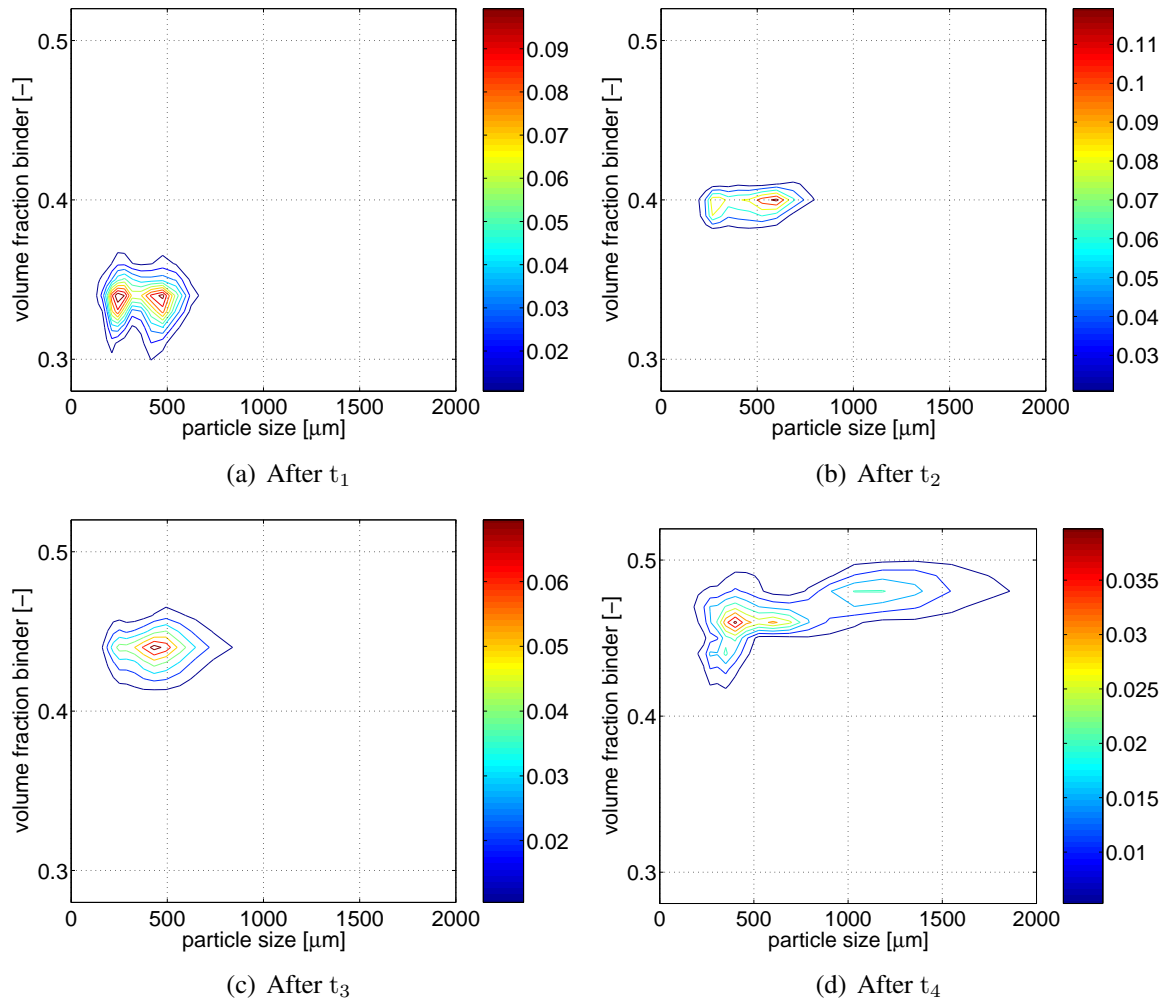 0.5
0.4
0.3
volume fraction binder [−]
0 500 1000 1500 2000
particle size [μm]
0.09
0.08
0.07
0.06
0.05
0.04
0.03
0.02
(a) After t₁
0.5
0.4
0.3
volume fraction binder [−]
0 500 1000 1500 2000
particle size [μm]
0.11
0.1
0.09
0.08
0.07
0.06
0.05
0.04
0.03
(b) After t₂
0.5
0.4
0.3
volume fraction binder [−]
0 500 1000 1500 2000
particle size [μm]
0.06
0.05
0.04
0.03
0.02
(c) After t₃
0.5
0.4
0.3
volume fraction binder [−]
0 500 1000 1500 2000
particle size [μm]
0.035
0.03
0.025
0.02
0.015
0.01
(d) After t₄